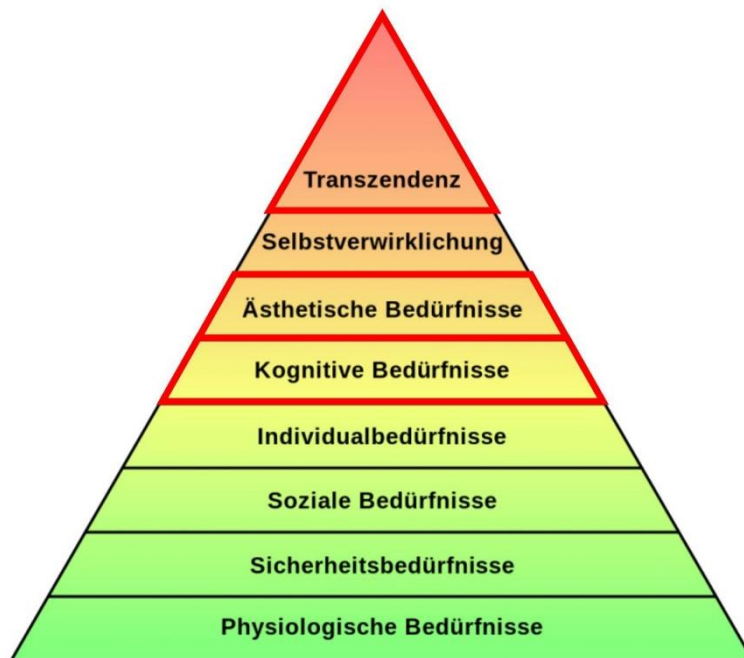 Transzendenz
Selbstverwirklichung
Ästhetische Bedürfnisse
Kognitive Bedürfnisse
Individualbedürfnisse
Soziale Bedürfnisse
Sicherheitsbedürfnisse
Physiologische Bedürfnisse